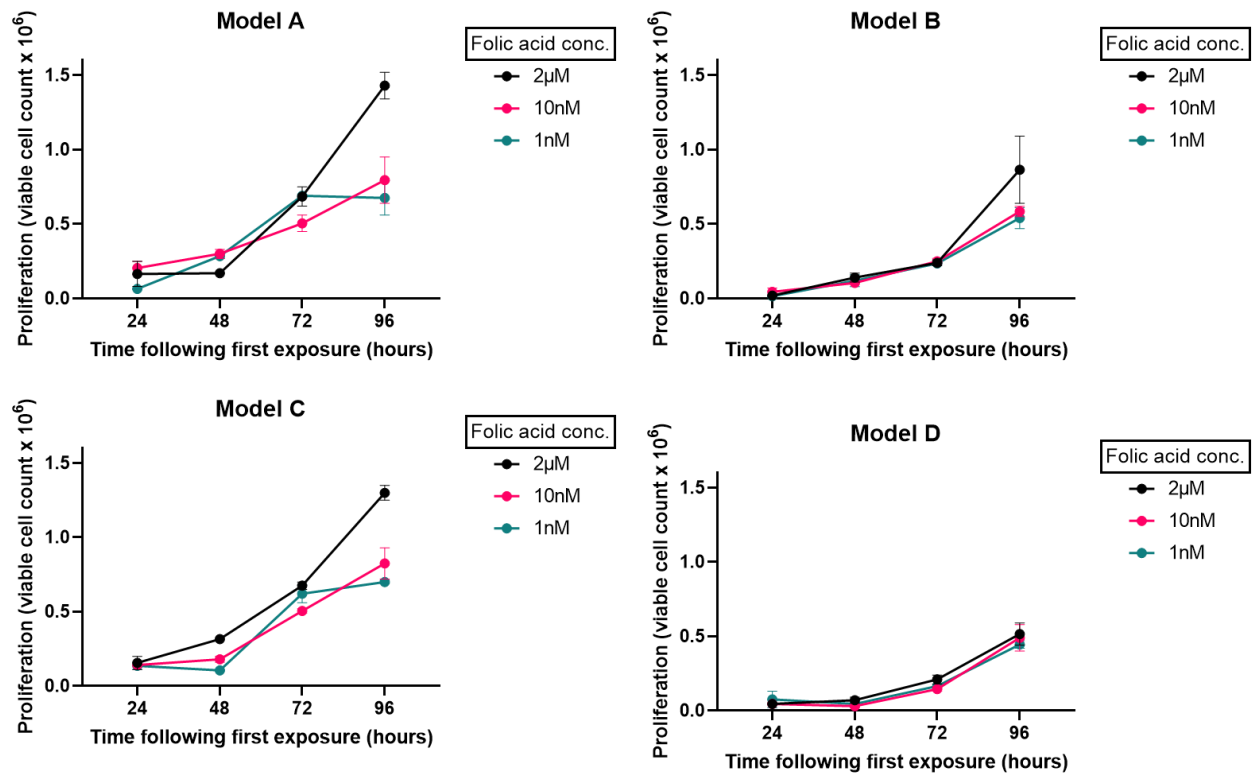 Model A
Folic acid conc.
2µM
10nM
1nM
Proliferation (viable cell count x 10⁶)
1.5
1.0
0.5
0.0
24 48 72 96
Time following first exposure (hours)
Model B
Folic acid conc.
2µM
10nM
1nM
Proliferation (viable cell count x 10⁶)
1.5
1.0
0.5
0.0
24 48 72 96
Time following first exposure (hours)
Model C
Folic acid conc.
2µM
10nM
1nM
Proliferation (viable cell count x 10⁶)
1.5
1.0
0.5
0.0
24 48 72 96
Time following first exposure (hours)
Model D
Folic acid conc.
2µM
10nM
1nM
Proliferation (viable cell count x 10⁶)
1.5
1.0
0.5
0.0
24 48 72 96
Time following first exposure (hours)